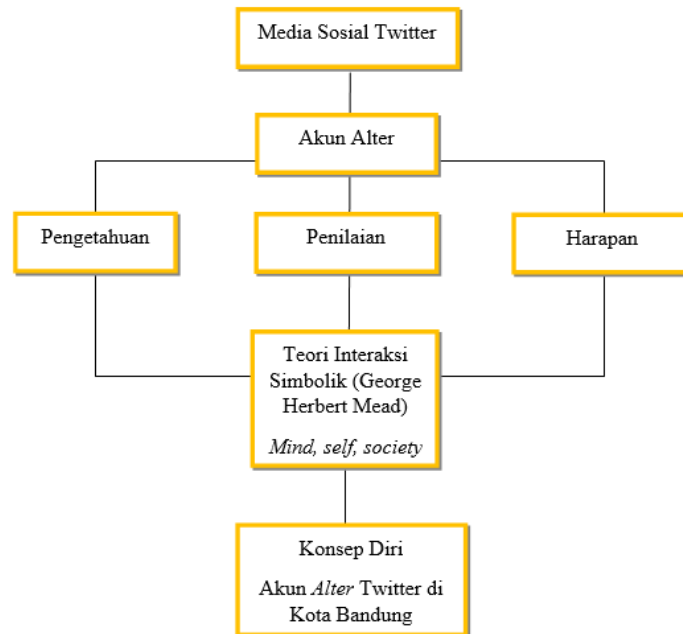 Media Sosial Twitter
Akun Alter
Pengetahuan
Penilaian
Harapan
Teori Interaksi
Simbolik (George
Herbert Mead)
Mind, self, society
Konsep Diri
Akun Alter Twitter di
Kota Bandung